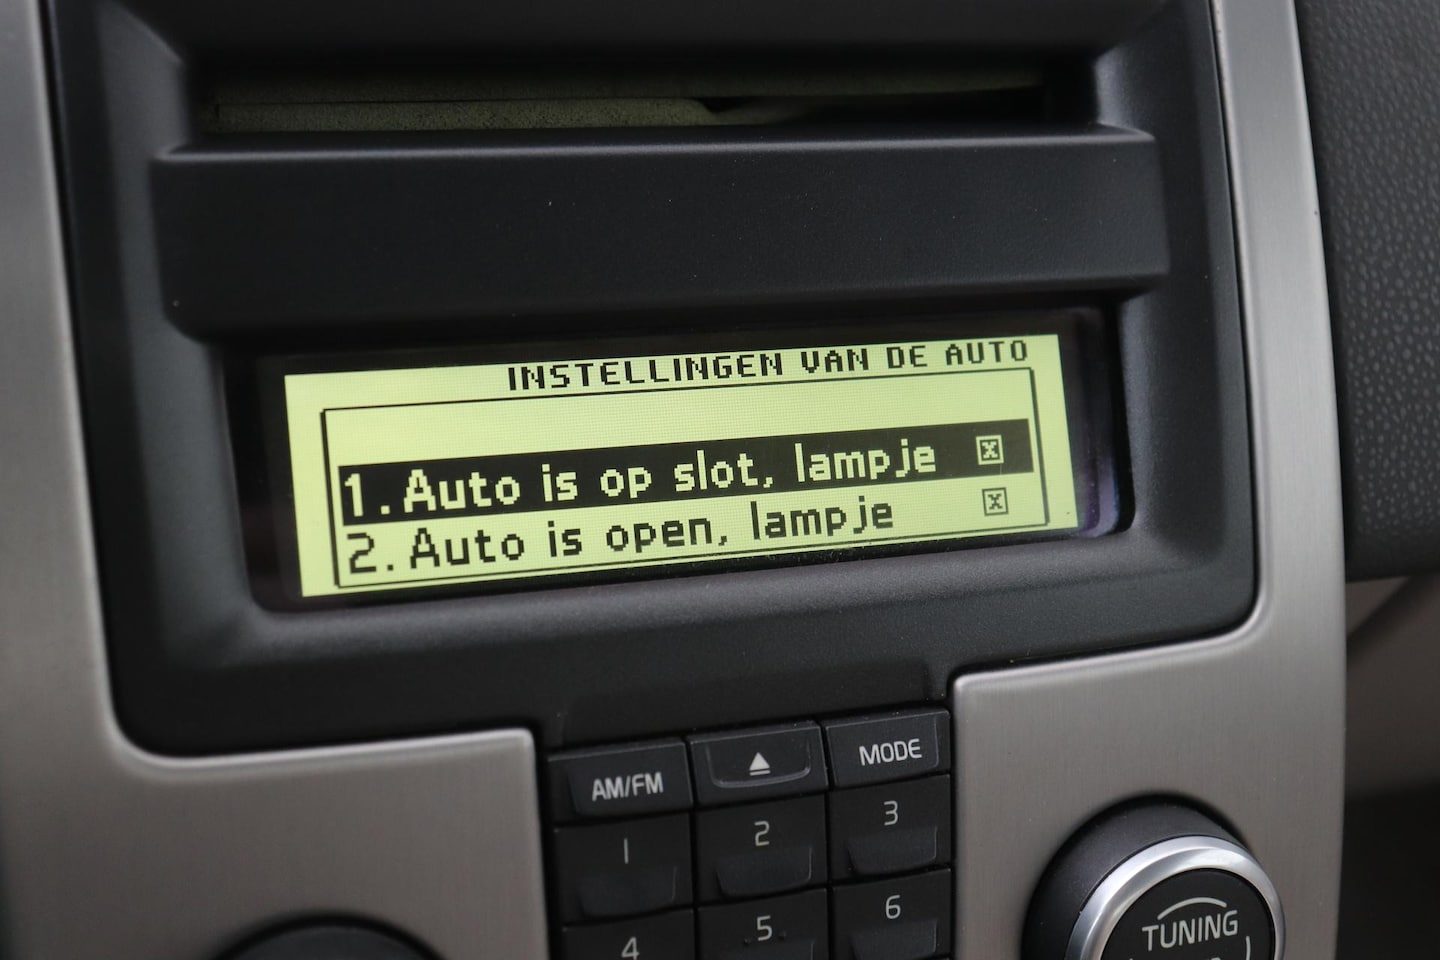 INSTELLINGEN VAN DE AUTO
1. Auto is op slot, lampje x
2. Auto is open, lampje x
AM/FM
MODE
1
2
3
4
5
6
TUNING